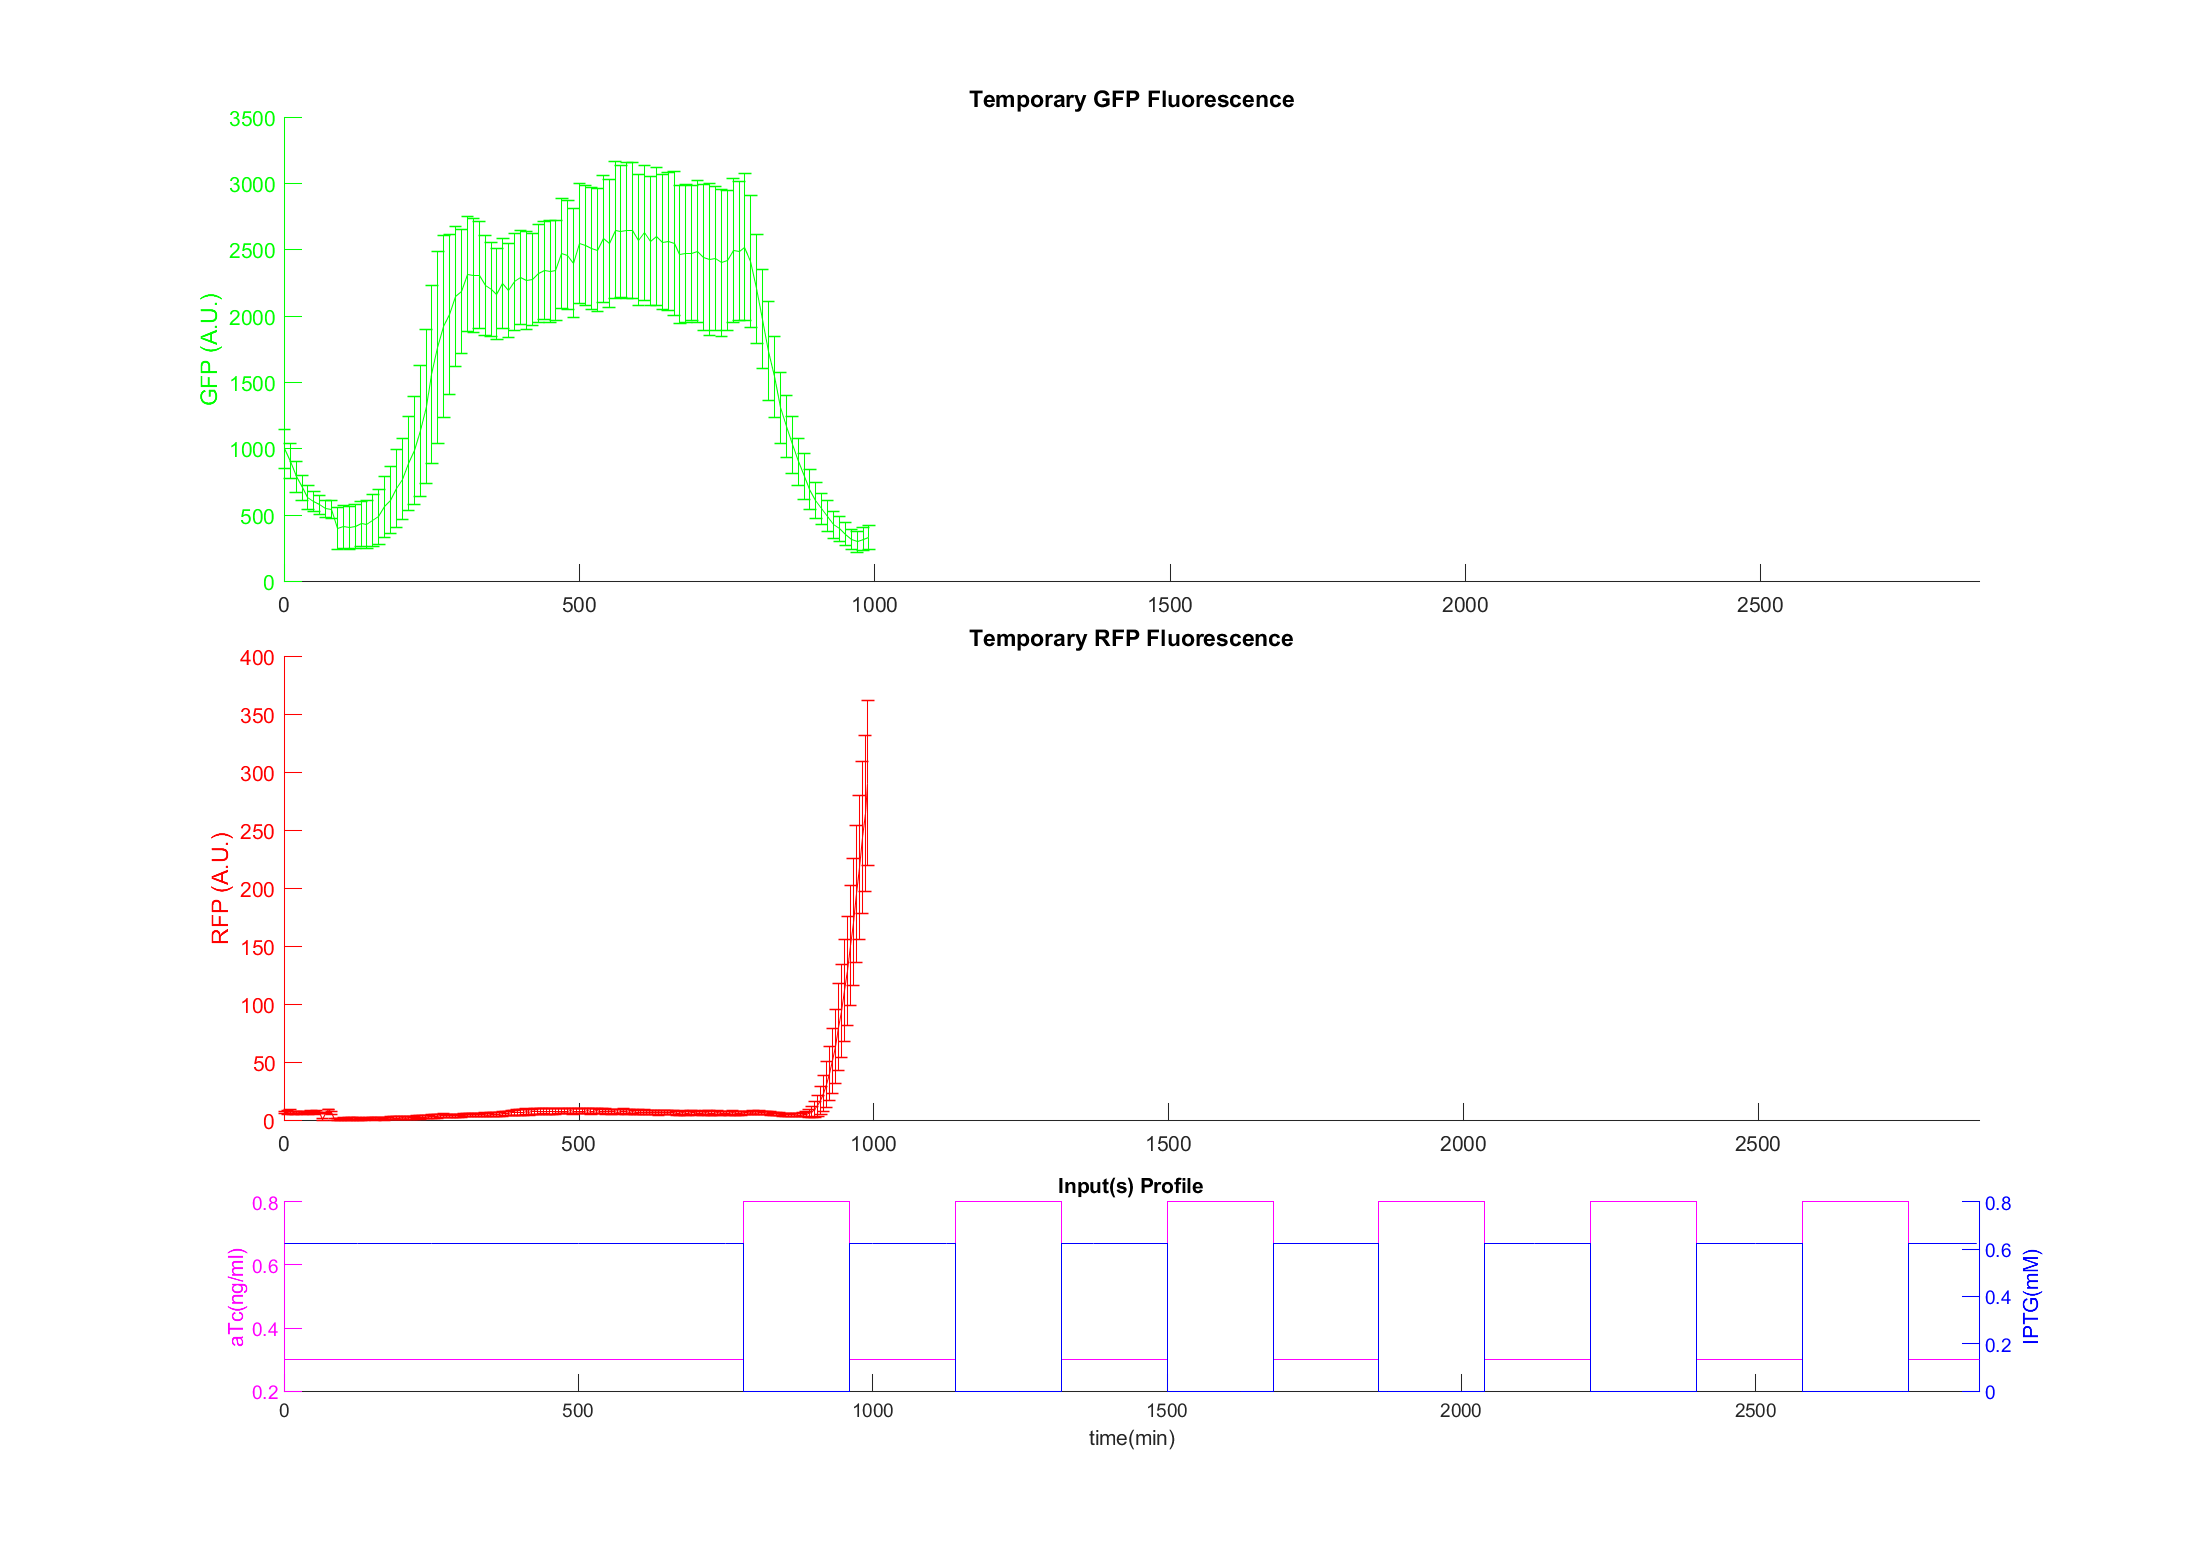 Temporary GFP Fluorescence
3500
3000
2500
2000
1500
1000
500
0
GFP (A.U.)
0 500 1000 1500 2000 2500
Temporary RFP Fluorescence
400
350
300
250
200
150
100
50
0
RFP (A.U.)
0 500 1000 1500 2000 2500
Input(s) Profile
0.8
0.6
0.4
0.2
aTc(ng/ml)
0.8
0.6
0.4
0.2
0
IPTG(mM)
0 500 1000 1500 2000 2500
time(min)